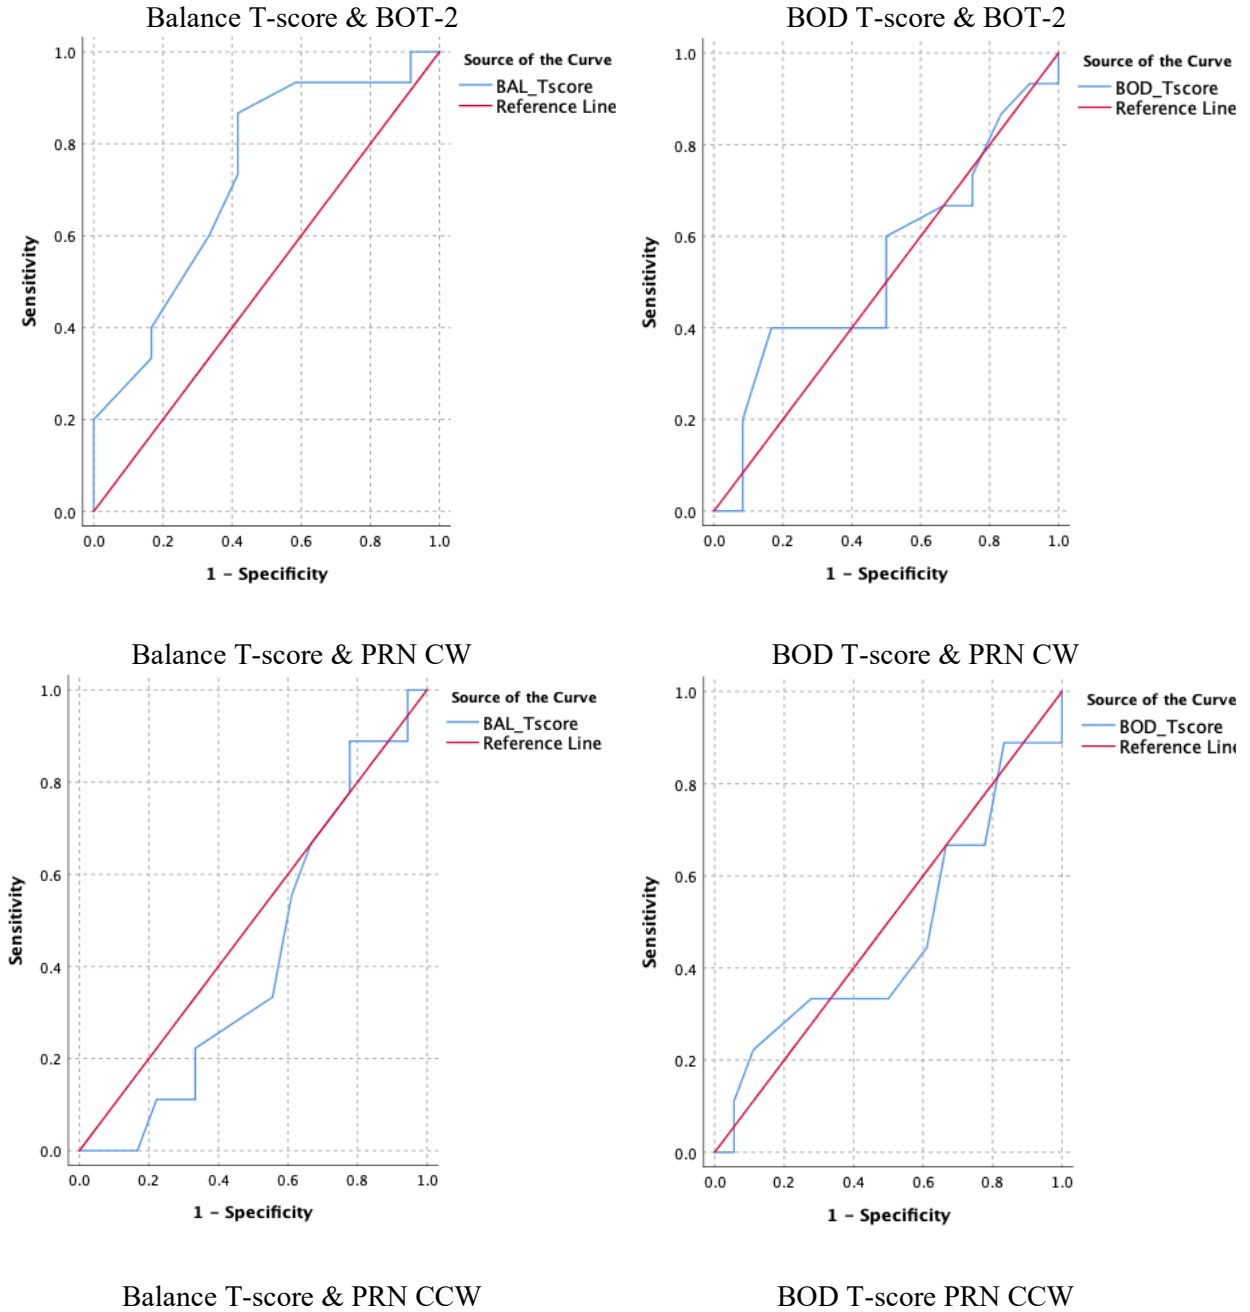 Balance T-score & BOT-2
Source of the Curve
BAL_Tscore
Reference Line
1.0
0.8
0.6
0.4
0.2
0.0
Sensitivity
0.0 0.2 0.4 0.6 0.8 1.0
1 – Specificity
BOD T-score & BOT-2
Source of the Curve
BOD_Tscore
Reference Line
1.0
0.8
0.6
0.4
0.2
0.0
Sensitivity
0.0 0.2 0.4 0.6 0.8 1.0
1 – Specificity
Balance T-score & PRN CW
Source of the Curve
BAL_Tscore
Reference Line
1.0
0.8
0.6
0.4
0.2
0.0
Sensitivity
0.0 0.2 0.4 0.6 0.8 1.0
1 – Specificity
BOD T-score & PRN CW
Source of the Curve
BOD_Tscore
Reference Line
1.0
0.8
0.6
0.4
0.2
0.0
Sensitivity
0.0 0.2 0.4 0.6 0.8 1.0
1 – Specificity
Balance T-score & PRN CCW
BOD T-score PRN CCW